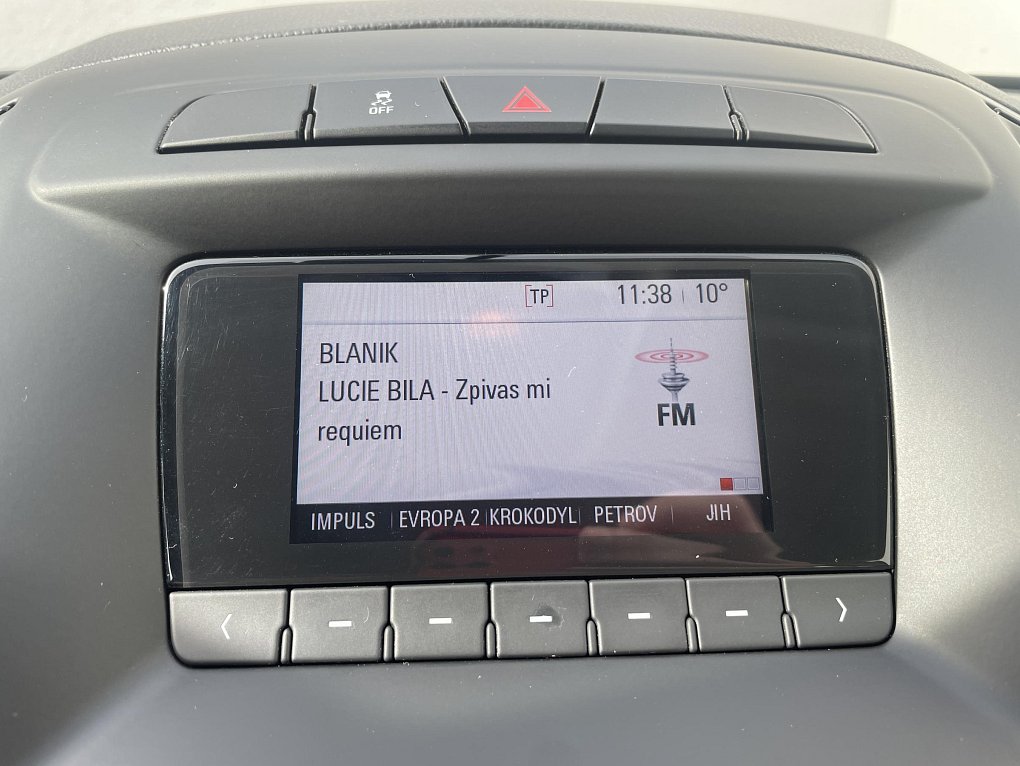 OFF
[TP] 11:38 10°
BLANIK
LUCIE BILA - Zpivas mi
requiem
FM
IMPULS EVROPA 2 KROKODYL PETROV JIH